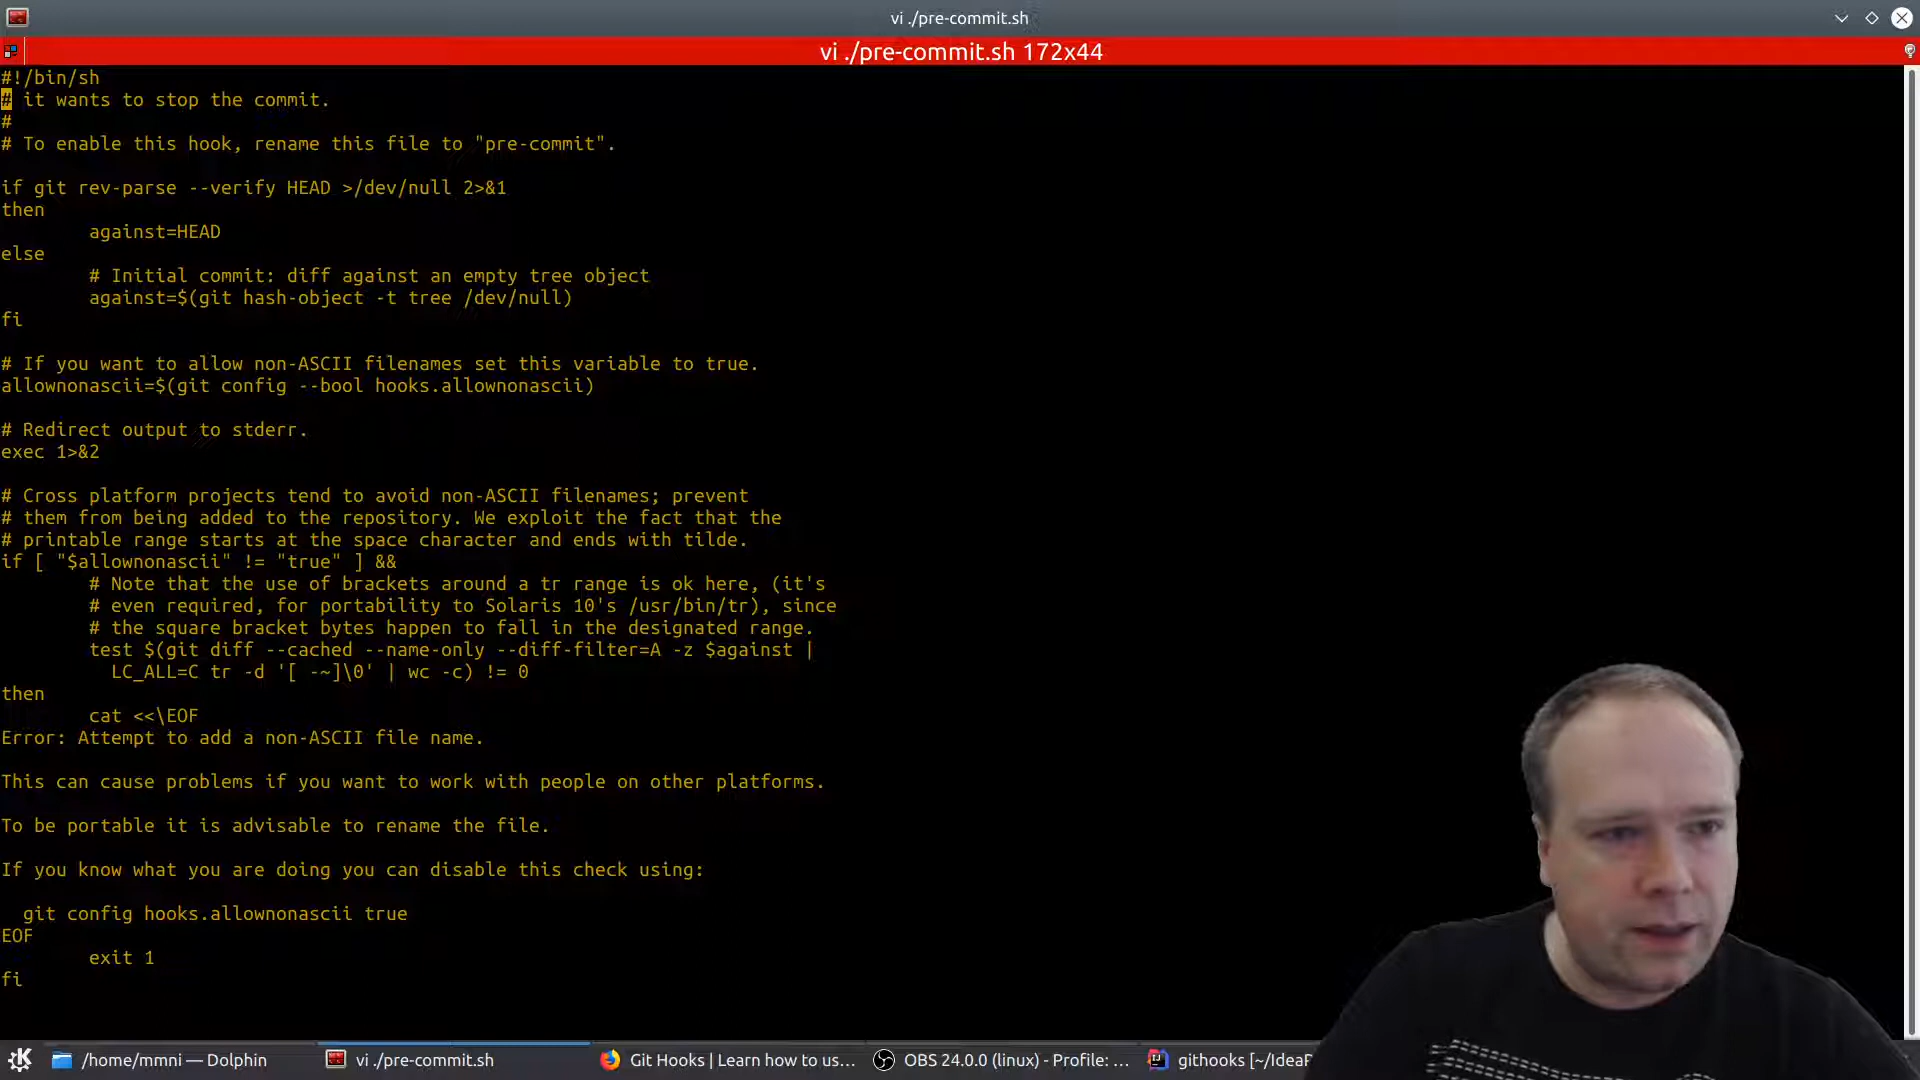 vi ./pre-commit.sh
vi ./pre-commit.sh 172x44
#!/bin/sh
# it wants to stop the commit.
#
# To enable this hook, rename this file to "pre-commit".
if git rev-parse --verify HEAD >/dev/null 2>&1
then
against=HEAD
else
# Initial commit: diff against an empty tree object
against=$(git hash-object -t tree /dev/null)
fi
# If you want to allow non-ASCII filenames set this variable to true.
allownonascii=$(git config --bool hooks.allownonascii)
# Redirect output to stderr.
exec 1>&2
# Cross platform projects tend to avoid non-ASCII filenames; prevent
# them from being added to the repository. We exploit the fact that the
# printable range starts at the space character and ends with tilde.
if [ "$allownonascii" != "true" ] &&
# Note that the use of brackets around a tr range is ok here, (it's
# even required, for portability to Solaris 10's /usr/bin/tr), since
# the square bracket bytes happen to fall in the designated range.
test $(git diff --cached --name-only --diff-filter=A -z $against |
LC_ALL=C tr -d '[ -~]\0' | wc -c) != 0
then
cat <<\EOF
Error: Attempt to add a non-ASCII file name.
This can cause problems if you want to work with people on other platforms.
To be portable it is advisable to rename the file.
If you know what you are doing you can disable this check using:
git config hooks.allownonascii true
EOF
exit 1
fi
/home/mmni — Dolphin
vi ./pre-commit.sh
Git Hooks | Learn how to us...
OBS 24.0.0 (linux) - Profile: ...
githooks [~/IdeaP